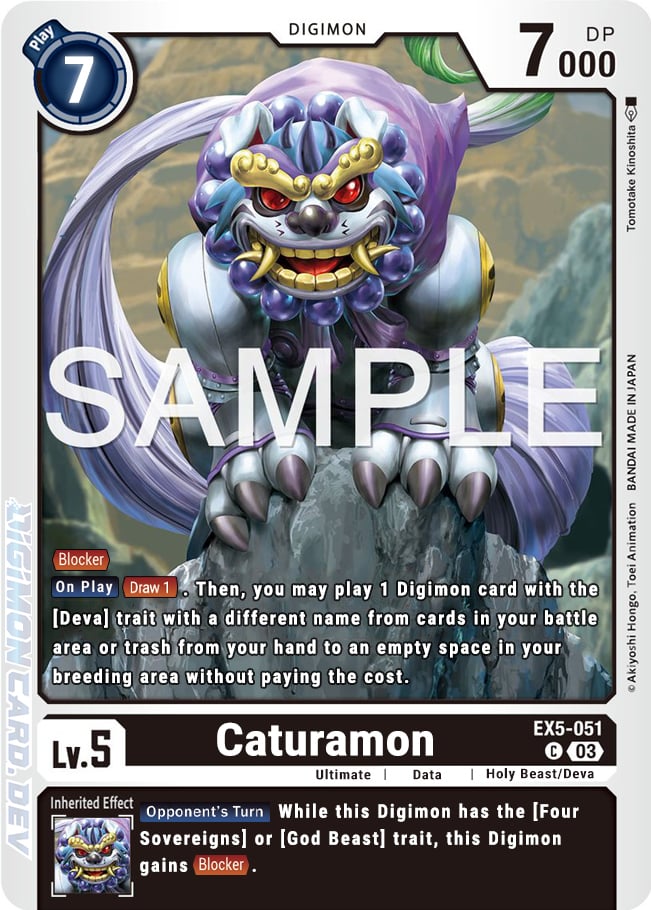 Play
7
DIGIMON
7000
DP
Tomotake Kinoshita
SAMPLE
BANDAI MADE IN JAPAN
© Akiyoshi Hongo, Toei Animation
DIGIMONCARD.DEV
Blocker
On Play Draw 1 . Then, you may play 1 Digimon card with the
[Deva] trait with a different name from cards in your battle
area or trash from your hand to an empty space in your
breeding area without paying the cost.
Lv.5
Caturamon
EX5-051
C 03
Ultimate | Data | Holy Beast/Deva
Inherited Effect
Opponent's Turn While this Digimon has the [Four
Sovereigns] or [God Beast] trait, this Digimon
gains Blocker .